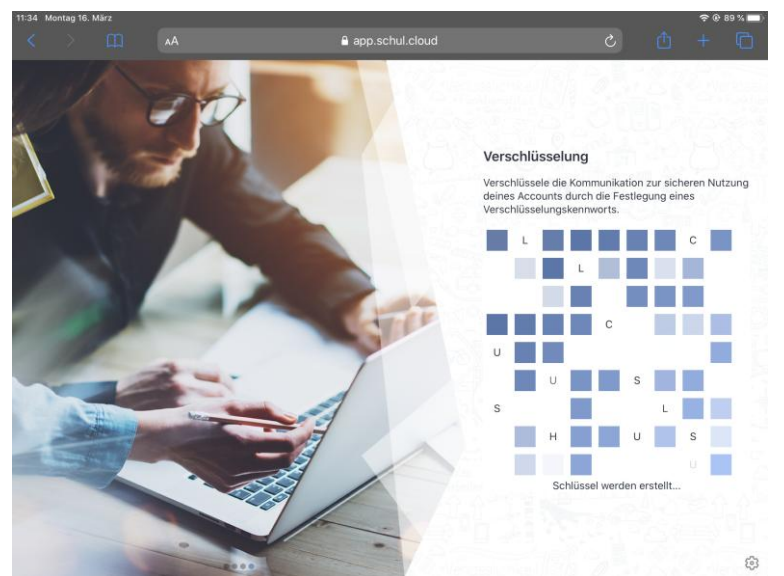 11:34 Montag 16. März
89 %
AA
app.schul.cloud
Verschlüsselung
Verschlüssele die Kommunikation zur sicheren Nutzung
deines Accounts durch die Festlegung eines
Verschlüsselungskennworts.
L C
L
C
U
U S
S L
H U S
U
Schlüssel werden erstellt...